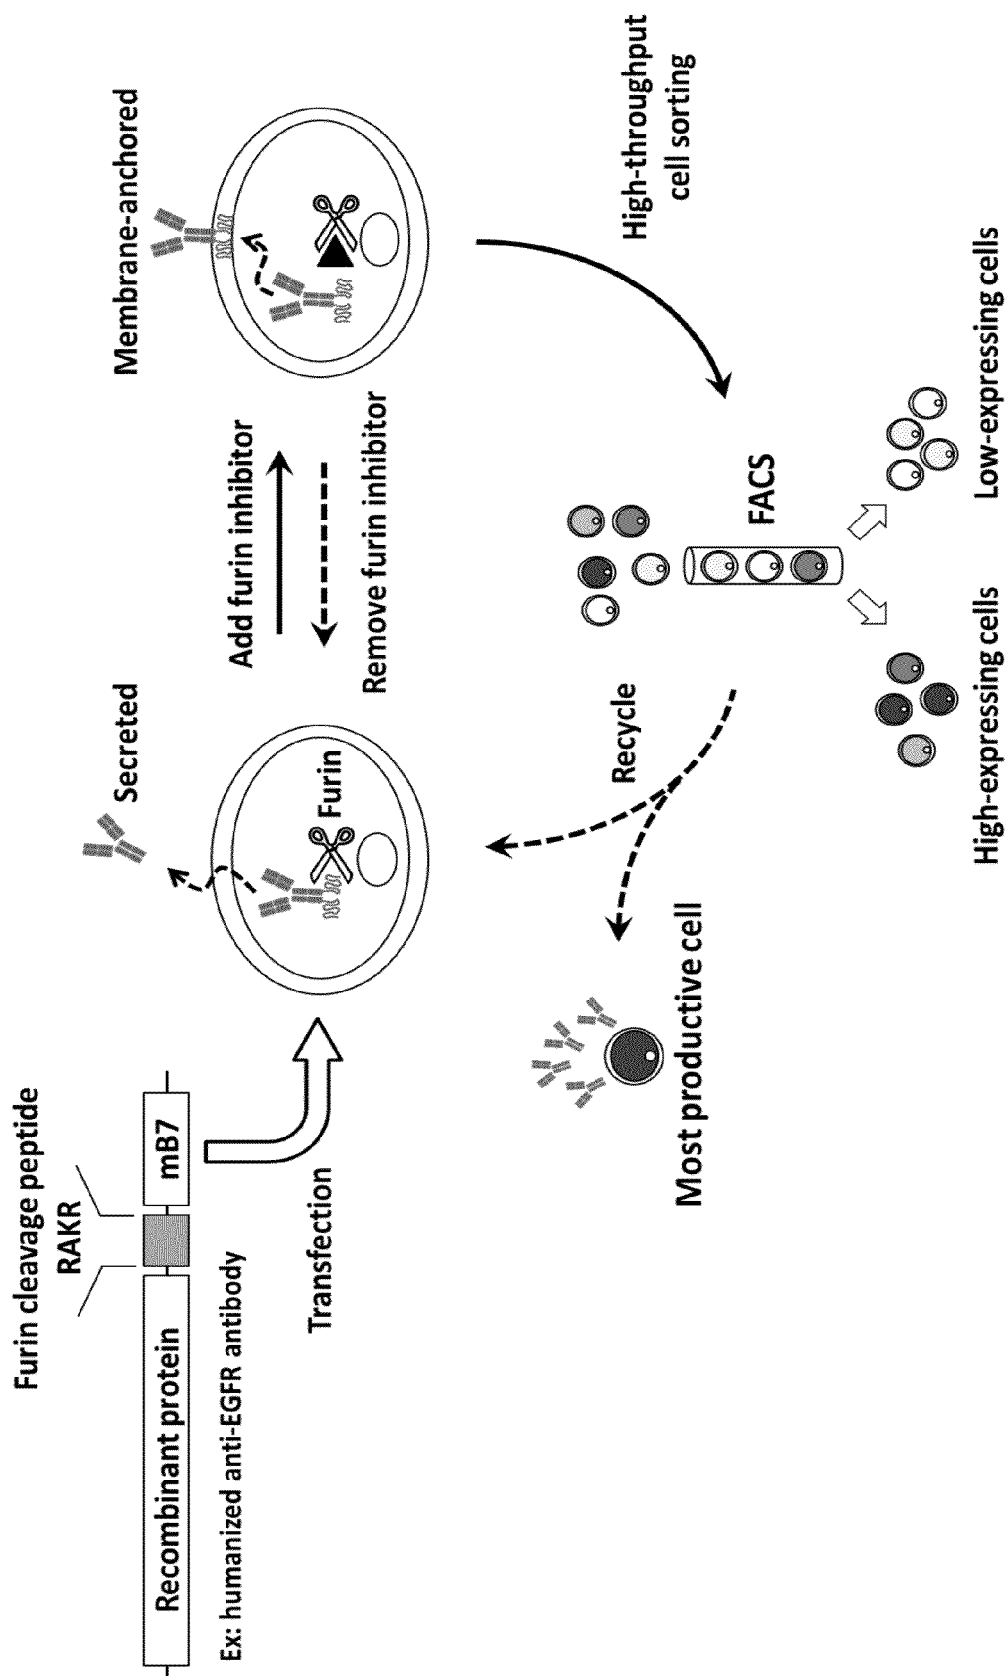 Furin cleavage peptide
RAKR
Recombinant protein
mB7
Ex: humanized anti-EGFR antibody
Transfection
Secreted
Furin
Add furin inhibitor
Remove furin inhibitor
Membrane-anchored
High-throughput
cell sorting
FACS
Recycle
Most productive cell
High-expressing cells
Low-expressing cells